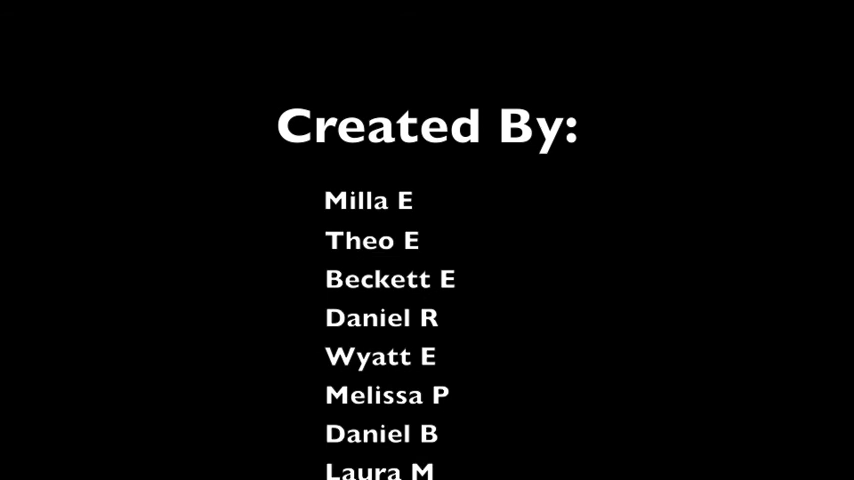 Created By:
Milla E
Theo E
Beckett E
Daniel R
Wyatt E
Melissa P
Daniel B
Laura M